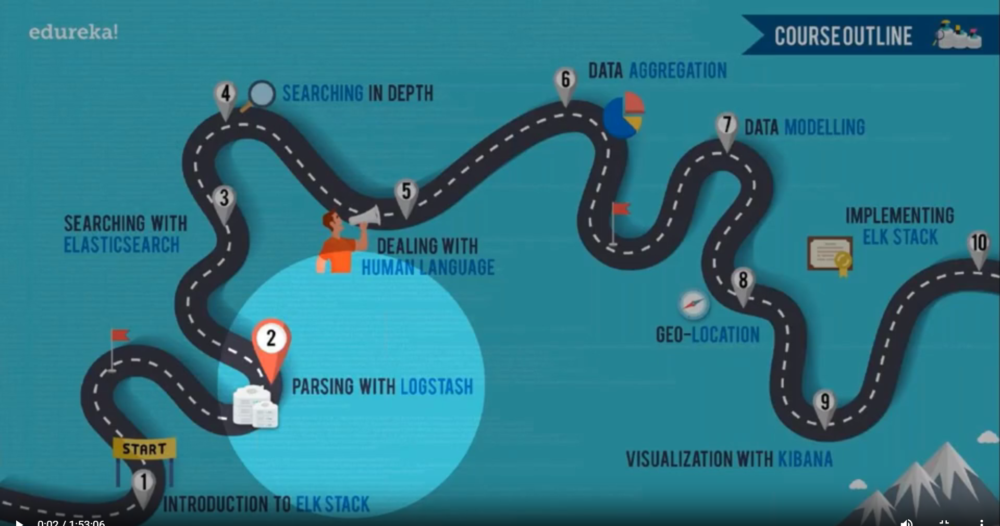 edureka!
COURSE OUTLINE
6
DATA AGGREGATION
4
SEARCHING IN DEPTH
7
DATA MODELLING
3
5
SEARCHING WITH
ELASTICSEARCH
DEALING WITH
HUMAN LANGUAGE
IMPLEMENTING
ELK STACK
10
8
GEO-LOCATION
2
PARSING WITH LOGSTASH
9
VISUALIZATION WITH KIBANA
START
1
INTRODUCTION TO ELK STACK
0:02 / 1:53:06